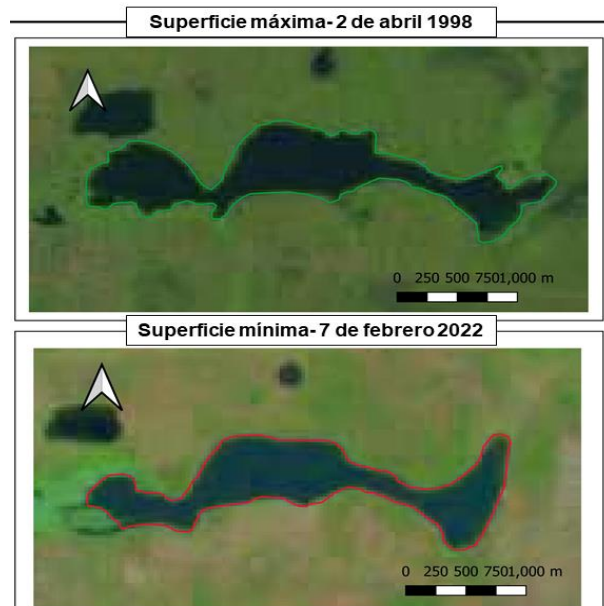 Superficie máxima- 2 de abril 1998
0 250 500 7501,000 m
Superficie mínima- 7 de febrero 2022
0 250 500 7501,000 m